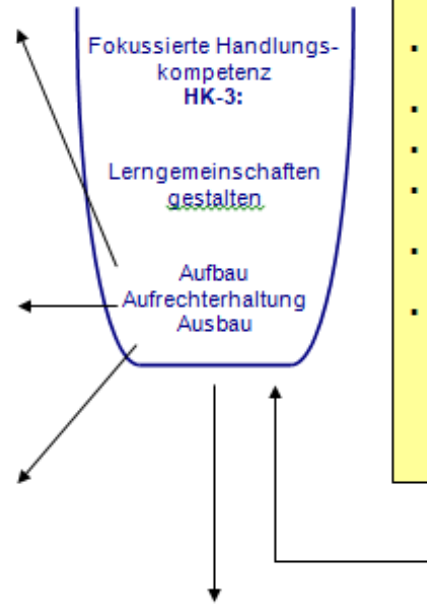 Fokussierte Handlungs-
kompetenz
HK-3:
Lerngemeinschaften
gestalten
Aufbau
Aufrechterhaltung
Ausbau